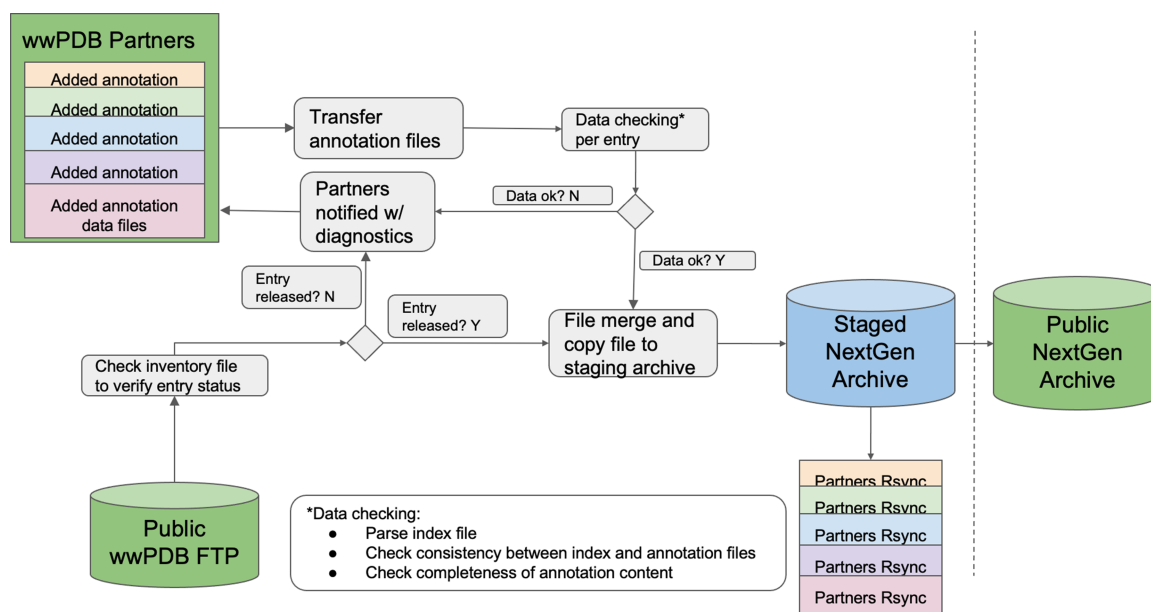 wwPDB Partners
Added annotation
Added annotation
Added annotation
Added annotation
Added annotation
data files
Transfer
annotation files
Data checking*
per entry
Partners
notified w/
diagnostics
Data ok? N
Data ok? Y
Entry
released? N
Entry
released? Y
Check inventory file
to verify entry status
File merge and
copy file to
staging archive
Staged
NextGen
Archive
Public
NextGen
Archive
Public
wwPDB FTP
*Data checking:
● Parse index file
● Check consistency between index and annotation files
● Check completeness of annotation content
Partners Rsync
Partners Rsync
Partners Rsync
Partners Rsync
Partners Rsync